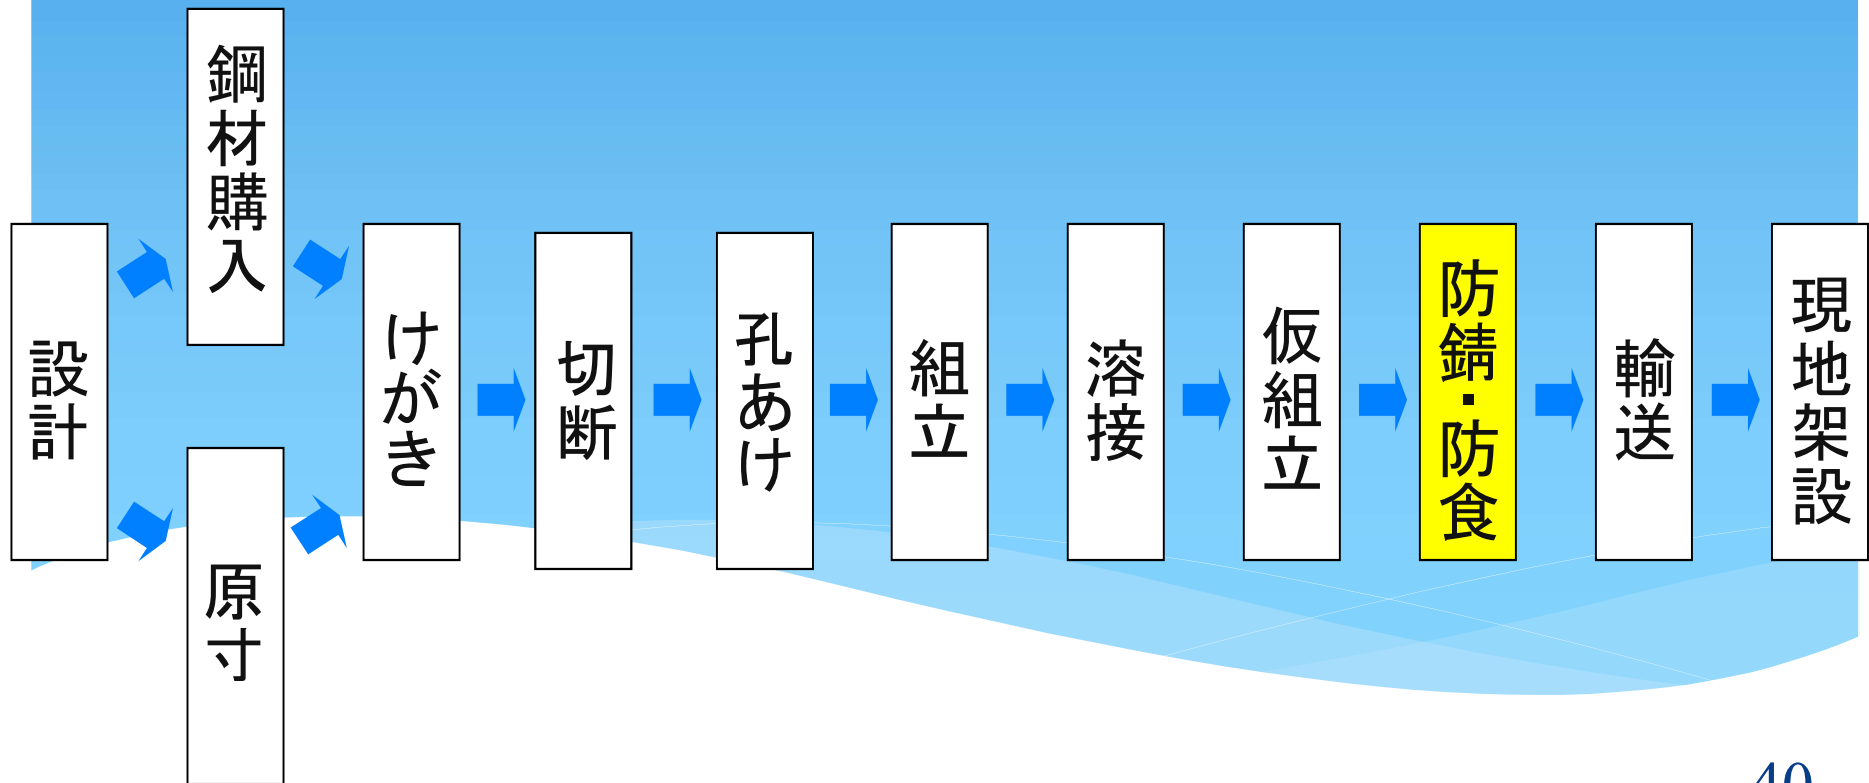 設計
鋼材購入
原寸
けがき
切断
孔あけ
組立
溶接
仮組立
防錆・防食
輸送
現地架設
40